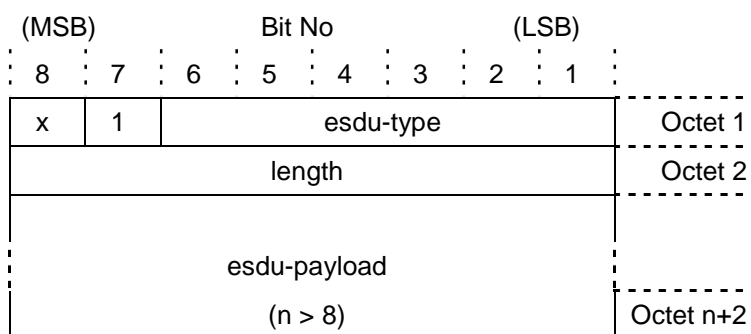 (MSB) Bit No (LSB)
8 7 6 5 4 3 2 1
x 1 esdu-type Octet 1
length Octet 2
esdu-payload
(n > 8) Octet n+2